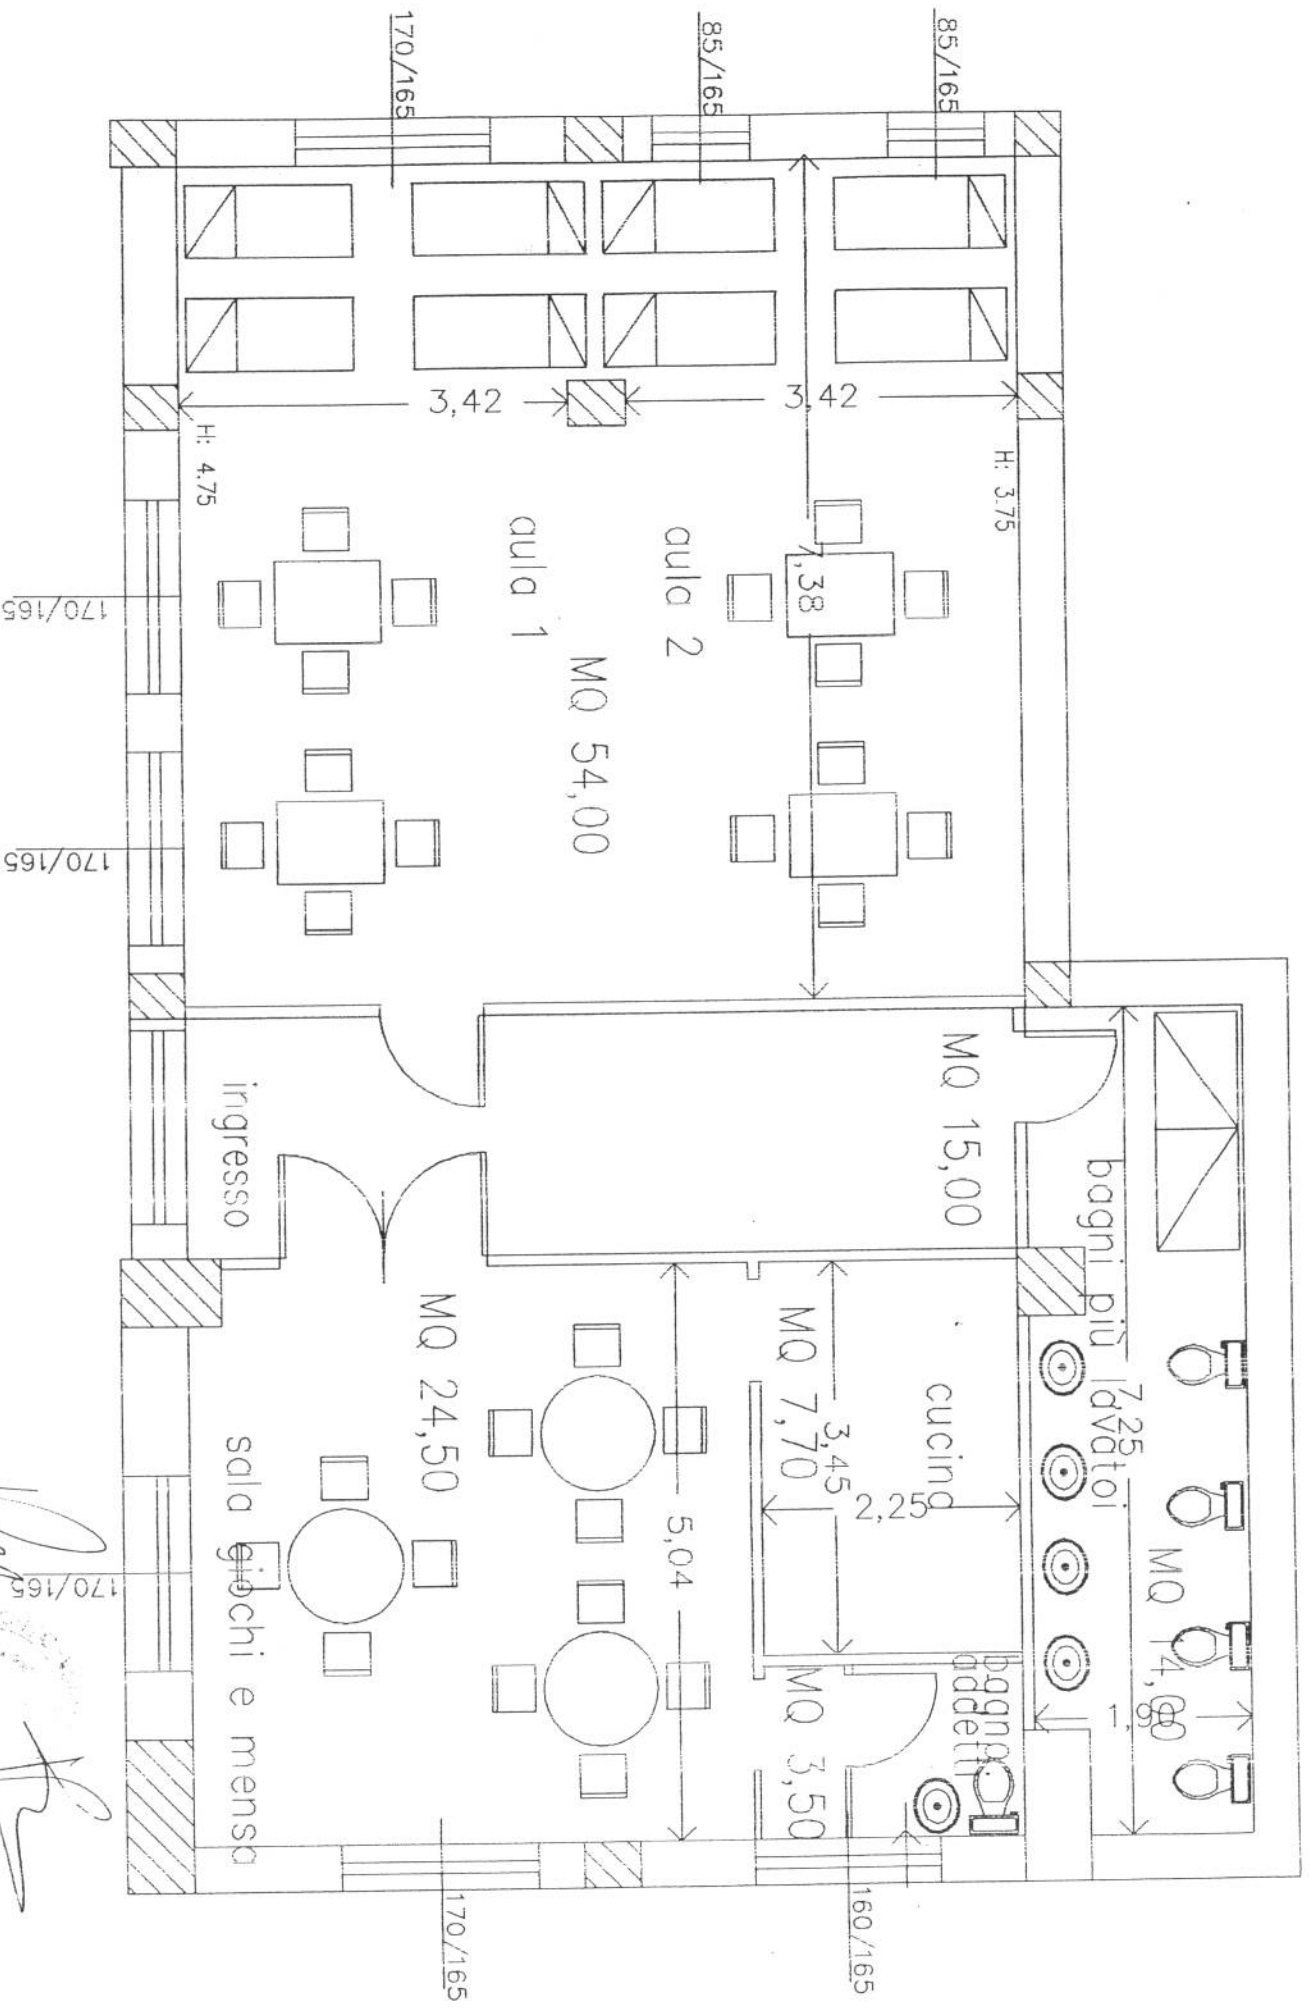 170/165
85/165
85/165
3,42
3,42
H: 4.75
H: 3.75
aula 1
aula 2
7,38
MQ 54,00
170/165
170/165
ingresso
MQ 15,00
bagni più lavatoi
7,25
MQ 14,00
1,90
MQ 24,50
sala giochi e mensa
5,04
MQ 7,70
cucina
3,45
2,25
MQ 3,50
bagno
addetti
170/165
170/165
160/165